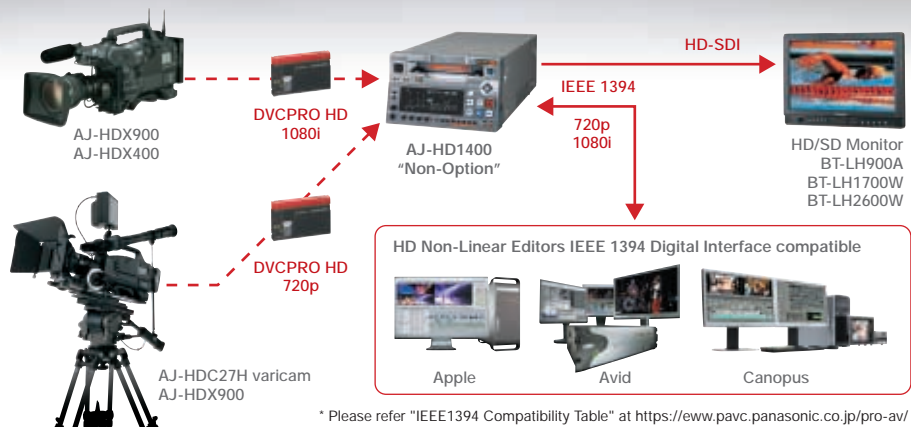 AJ-HDX900
AJ-HDX400
DVCPRO HD
1080i
AJ-HD1400
“Non-Option”
HD-SDI
IEEE 1394
720p
1080i
HD/SD Monitor
BT-LH900A
BT-LH1700W
BT-LH2600W
DVCPRO HD
720p
AJ-HDC27H varicam
AJ-HDX900
HD Non-Linear Editors IEEE 1394 Digital Interface compatible
Apple
Avid
Canopus
* Please refer "IEEE1394 Compatibility Table" at https://eww.pavc.panasonic.co.jp/pro-av/